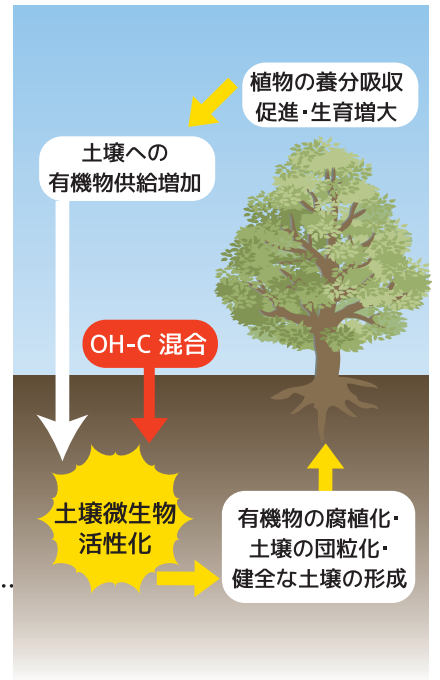 植物の養分吸収
促進・生育増大
土壌への
有機物供給増加
OH-C 混合
土壌微生物
活性化
有機物の腐植化・
土壌の団粒化・
健全な土壌の形成
..